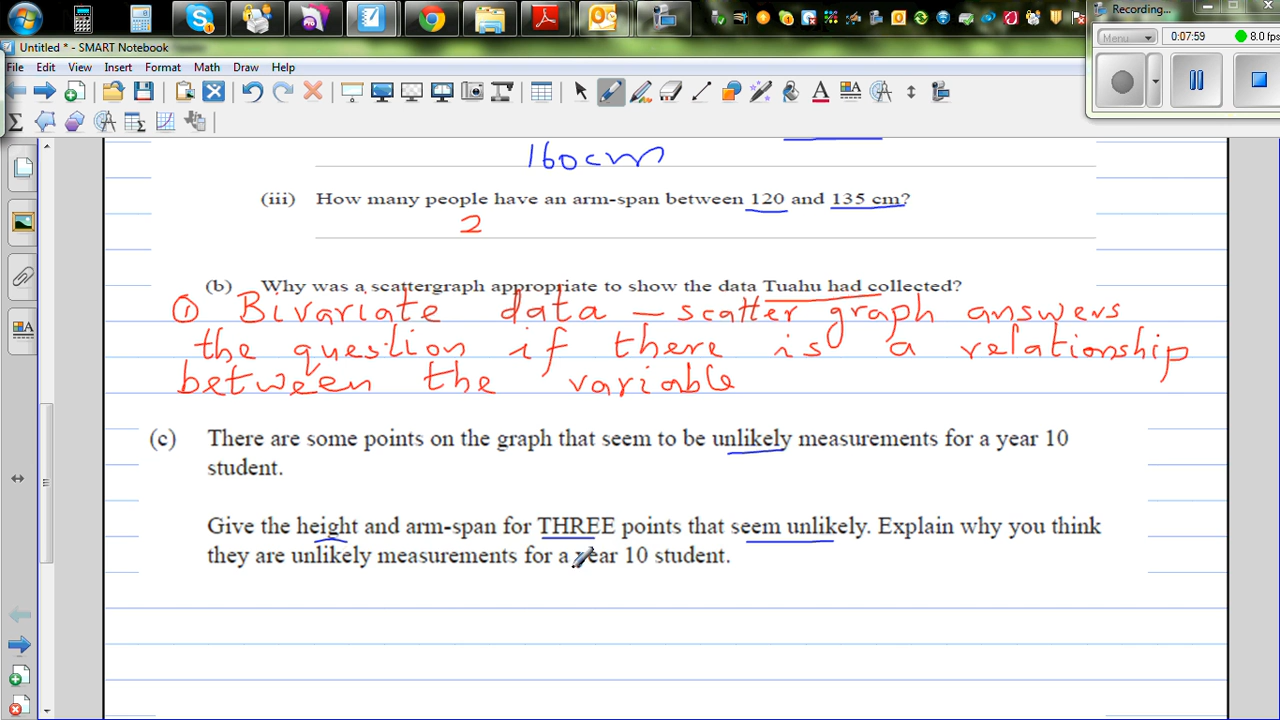 Recording...
Menu
0:07:59
8.0 fps
Untitled * - SMART Notebook
File Edit View Insert Format Math Draw Help
160cm
(iii) How many people have an arm-span between 120 and 135 cm?
2
(b) Why was a scattergraph appropriate to show the data Tuahu had collected?
① Bivariate data – scatter graph answers
the question if there is a relationship
between the variable
(c) There are some points on the graph that seem to be unlikely measurements for a year 10
student.
Give the height and arm-span for THREE points that seem unlikely. Explain why you think
they are unlikely measurements for a year 10 student.